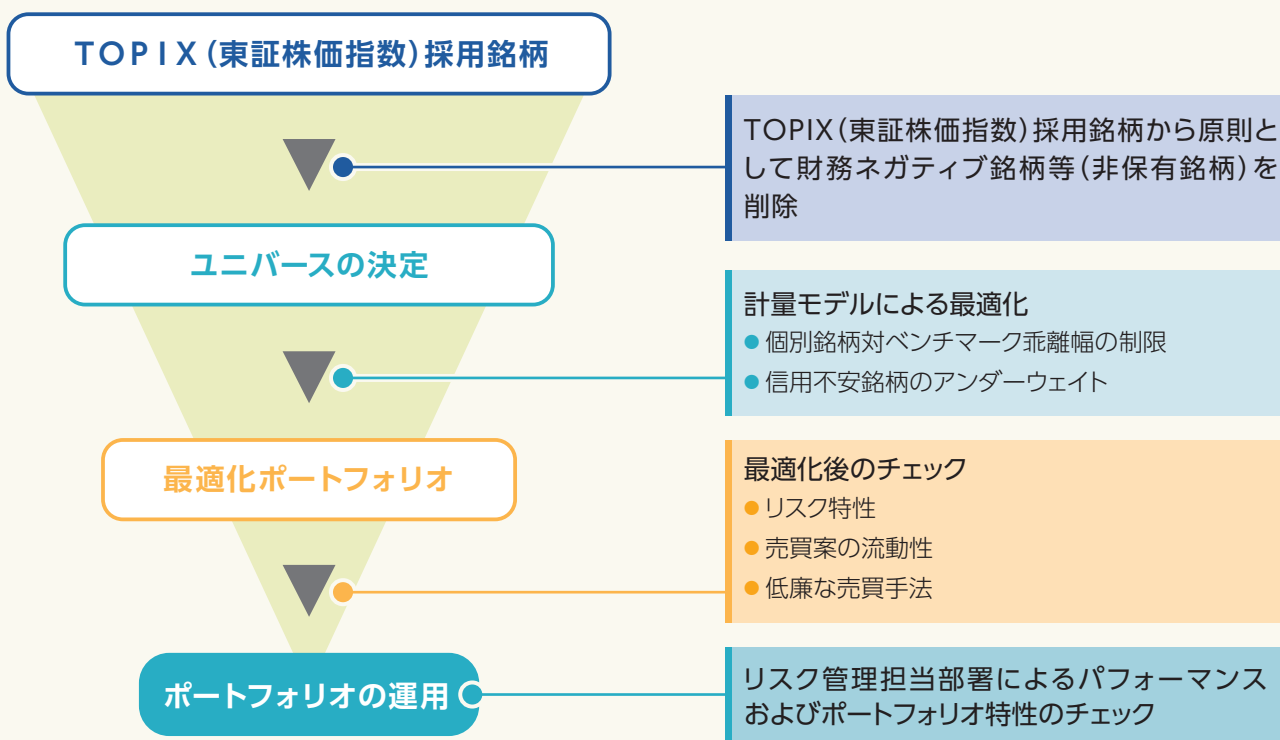 TOPIX（東証株価指数）採用銘柄
TOPIX（東証株価指数）採用銘柄から原則と
して財務ネガティブ銘柄等（非保有銘柄）を
削除
ユニバースの決定
計量モデルによる最適化
●個別銘柄対ベンチマーク乖離幅の制限
●信用不安銘柄のアンダーウェイト
最適化ポートフォリオ
最適化後のチェック
●リスク特性
●売買案の流動性
●低廉な売買手法
ポートフォリオの運用
リスク管理担当部署によるパフォーマンス
およびポートフォリオ特性のチェック